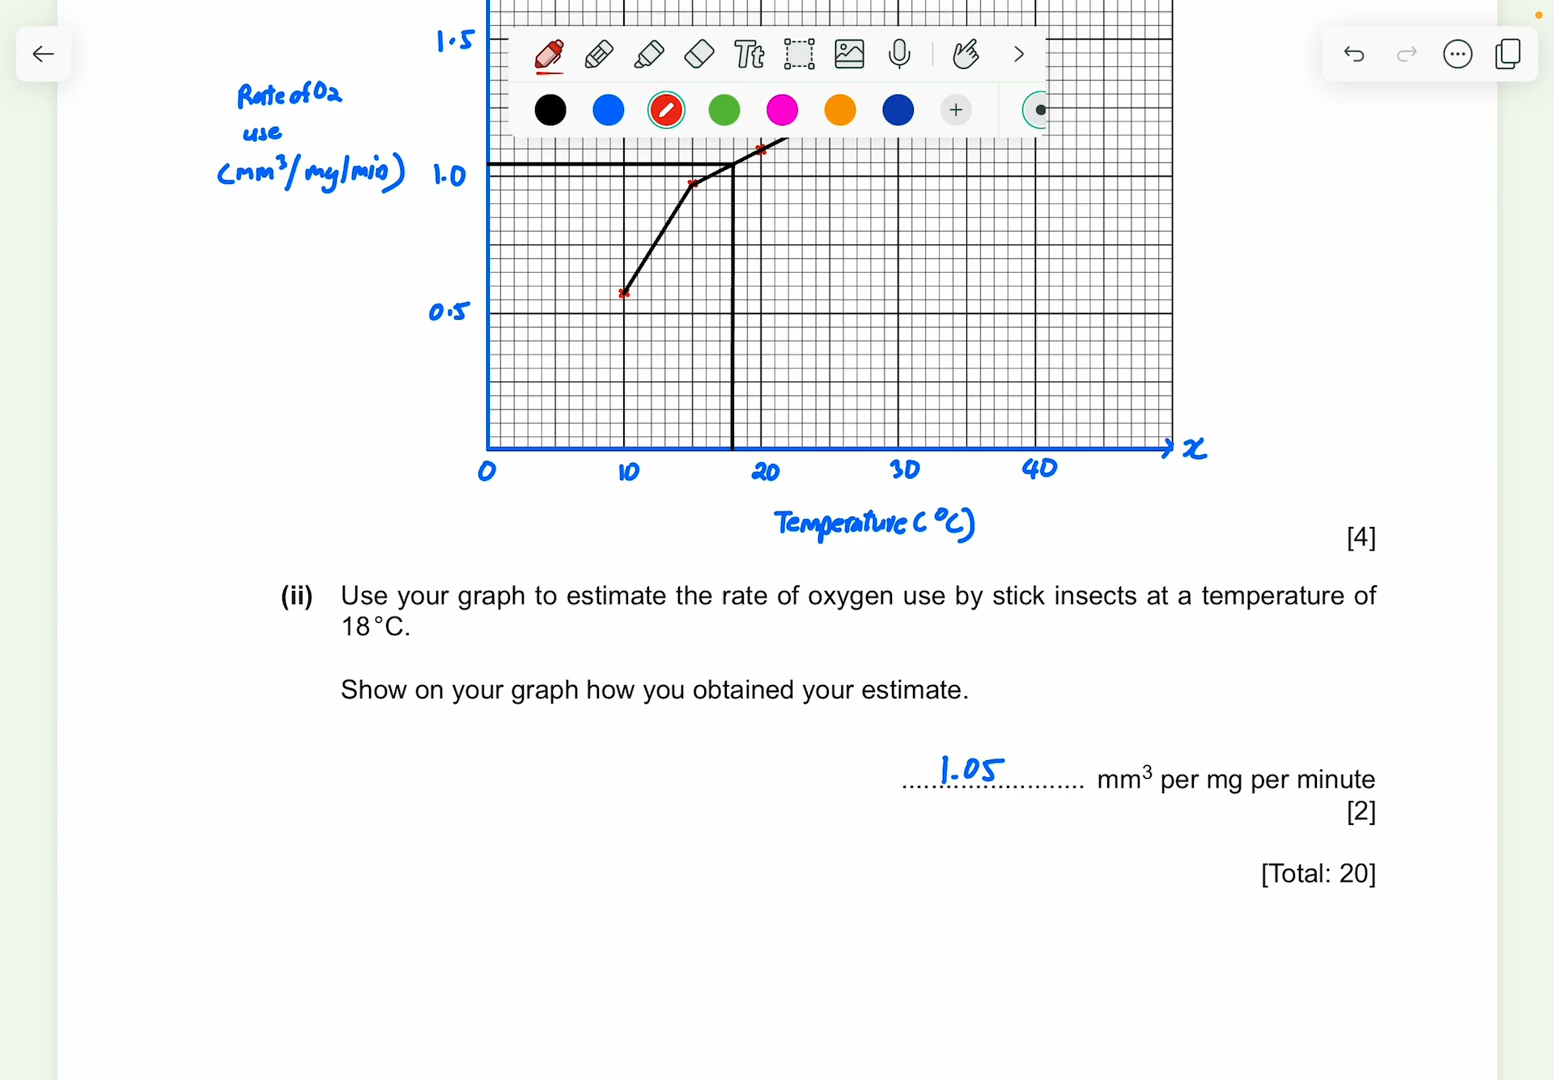 1.5
Tt
Rate of O2
use
(mm³/mg/min)
1.0
0.5
0 10 20 30 40
x
Temperature (°C)
[4]
(ii) Use your graph to estimate the rate of oxygen use by stick insects at a temperature of
18 °C.
Show on your graph how you obtained your estimate.
1.05 mm³ per mg per minute
[2]
[Total: 20]